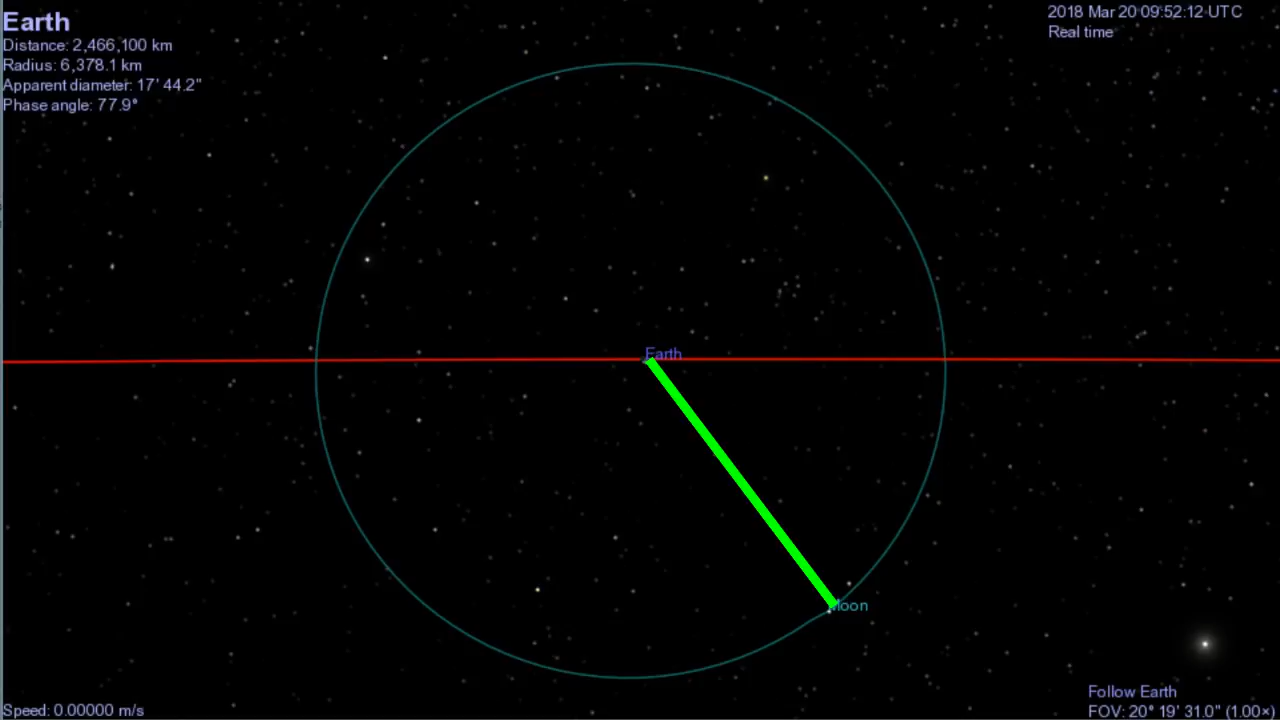 Earth
Distance: 2,466,100 km
Radius: 6,378.1 km
Apparent diameter: 17' 44.2"
Phase angle: 77.9°
2018 Mar 20 09:52:12 UTC
Real time
Earth
Moon
Speed: 0.00000 m/s
Follow Earth
FOV: 20° 19' 31.0" (1.00×)